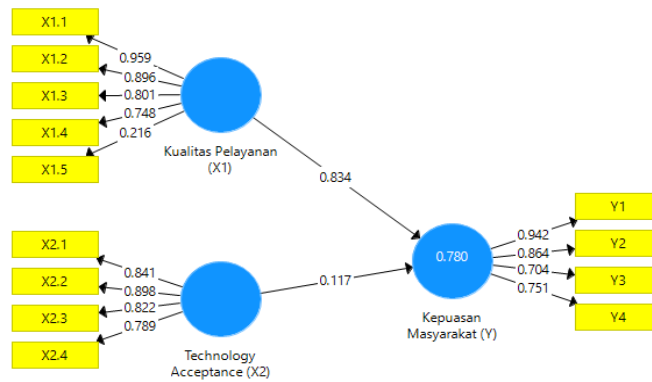 X1.1
X1.2
X1.3
X1.4
X1.5
0.959
0.896
0.801
0.748
0.216
Kualitas Pelayanan
(X1)
0.834
X2.1
X2.2
X2.3
X2.4
0.841
0.898
0.822
0.789
Technology
Acceptance (X2)
0.117
0.780
Kepuasan
Masyarakat (Y)
0.942
0.864
0.704
0.751
Y1
Y2
Y3
Y4